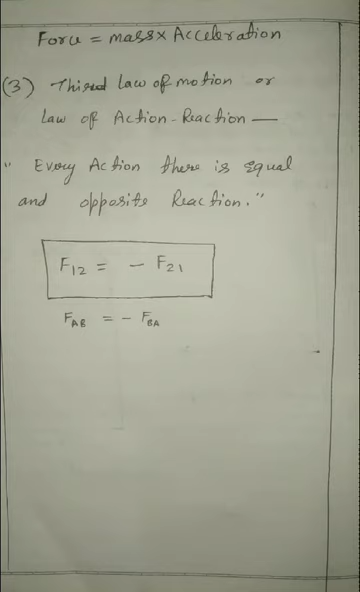 Force = mass × Acceleration
(3) Third law of motion or
Law of Action - Reaction —
" Every Action there is equal
and opposite Reaction."
F12 = - F21
FAB = - FBA